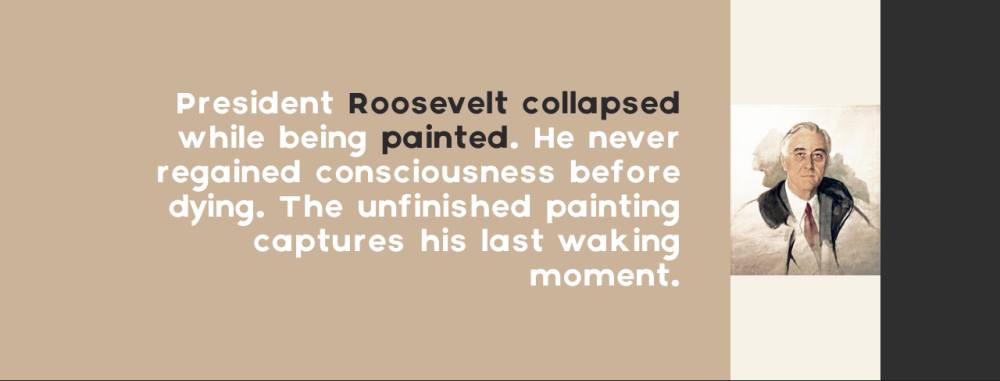 President Roosevelt collapsed
while being painted. He never
regained consciousness before
dying. The unfinished painting
captures his last waking
moment.